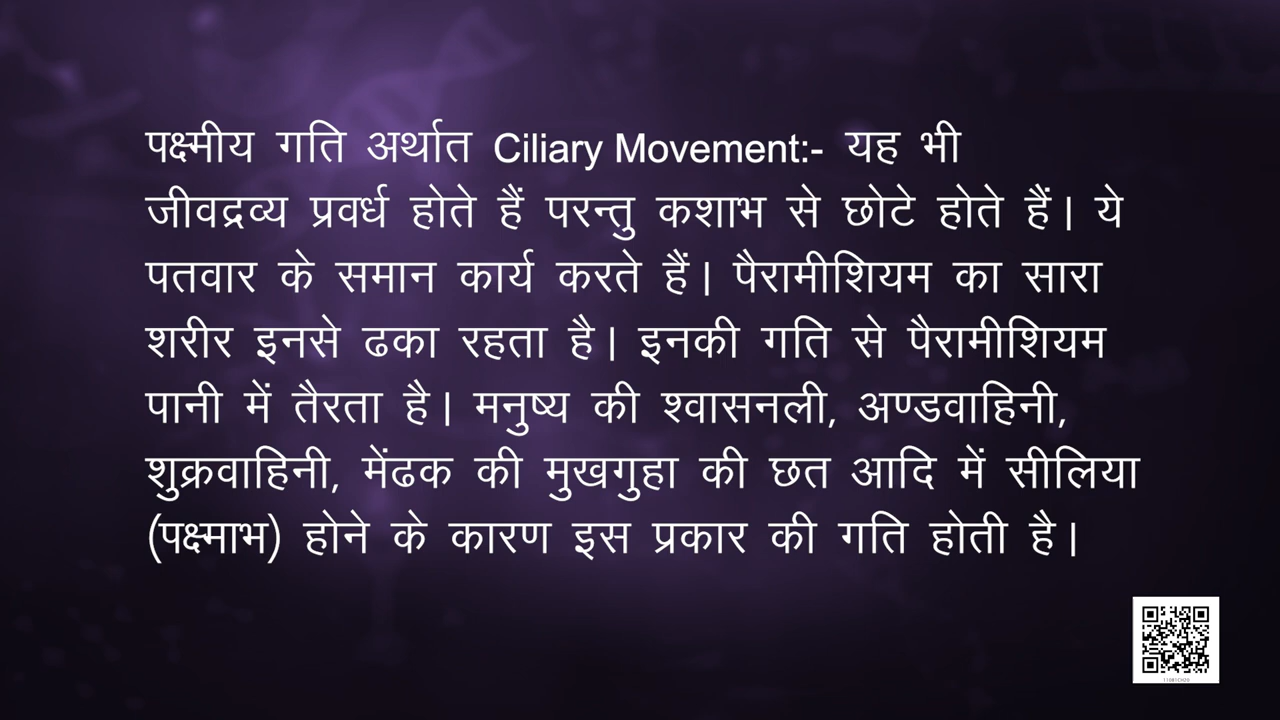 पक्ष्मीय गति अर्थात Ciliary Movement:- यह भी
जीवद्रव्य प्रवर्ध होते हैं परन्तु कशाभ से छोटे होते हैं। ये
पतवार के समान कार्य करते हैं। पैरामीशियम का सारा
शरीर इनसे ढका रहता है। इनकी गति से पैरामीशियम
पानी में तैरता है। मनुष्य की श्वासनली, अण्डवाहिनी,
शुक्रवाहिनी, मेंढक की मुखगुहा की छत आदि में सीलिया
(पक्ष्माभ) होने के कारण इस प्रकार की गति होती है।